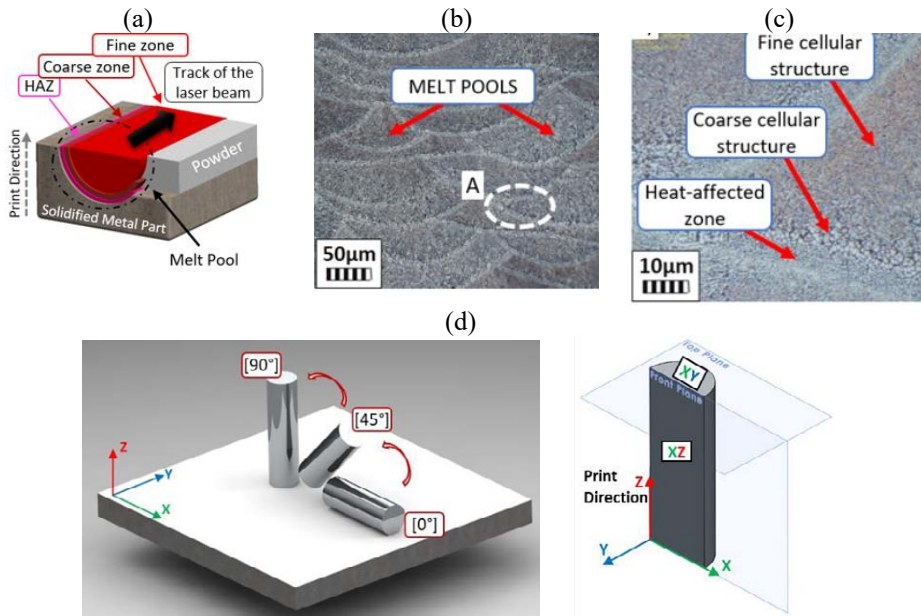 (a)
Fine zone
Coarse zone
HAZ
Track of the
laser beam
Print Direction
Powder
Solidified Metal Part
Melt Pool
(b)
MELT POOLS
A
50μm
(c)
Fine cellular
structure
Coarse cellular
structure
Heat-affected
zone
10μm
(d)
[90°]
[45°]
[0°]
Z
Y
X
Top Plane
XY
Front Plane
XZ
Print
Direction
Z
Y
X